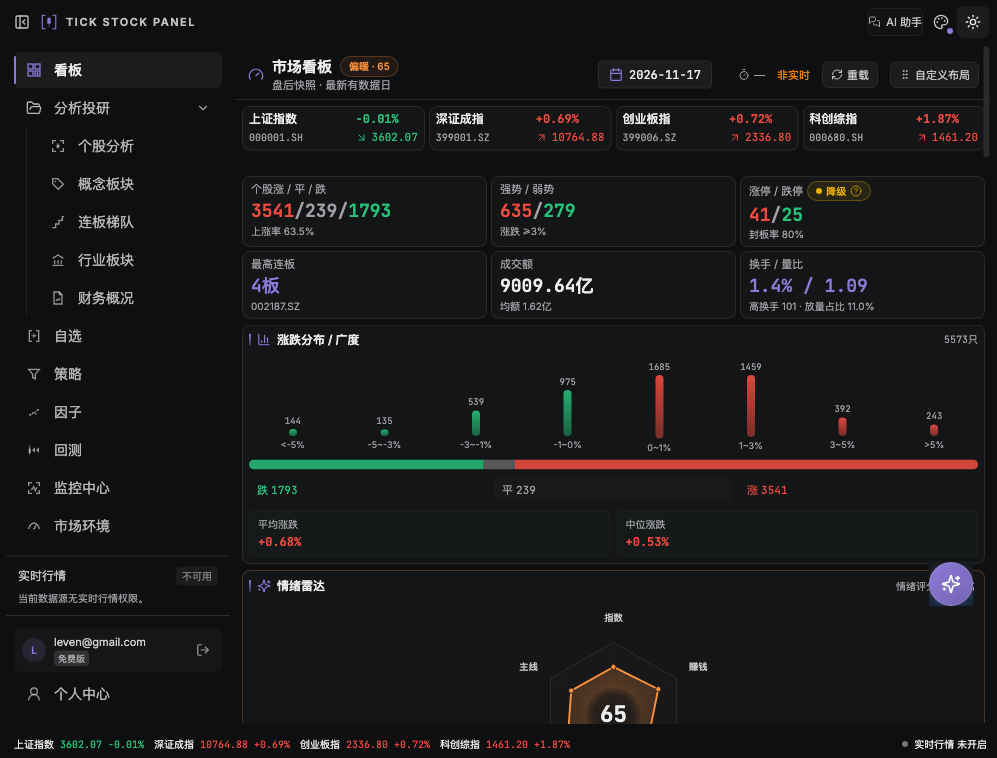 TICK STOCK PANEL
AI 助手
看板
分析投研
个股分析
概念板块
连板梯队
行业板块
财务概况
自选
策略
因子
回测
监控中心
市场环境
实时行情 不可用
当前数据源无实时行情权限。
L
leven@gmail.com
免费版
个人中心
市场看板 偏暖 · 65
盘后快照 · 最新有数据日
2026-11-17
— 非实时
重载
自定义布局
上证指数 -0.01%
000001.SH ↘ 3602.07
深证成指 +0.69%
399001.SZ ↗ 10764.88
创业板指 +0.72%
399006.SZ ↗ 2336.80
科创综指 +1.87%
000680.SH ↗ 1461.20
个股涨 / 平 / 跌
3541/239/1793
上涨率 63.5%
强势 / 弱势
635/279
涨跌 ≥3%
涨停 / 跌停 降级
41/25
封板率 80%
最高连板
4板
002187.SZ
成交额
9009.64亿
均额 1.62亿
换手 / 量比
1.4% / 1.09
高换手 101 · 放量占比 11.0%
涨跌分布 / 广度 5573只
144 135 539 975 1685 1459 392 243
<-5% -5~-3% -3~-1% -1~0% 0~1% 1~3% 3~5% >5%
跌 1793 平 239 涨 3541
平均涨跌
+0.68%
中位涨跌
+0.53%
情绪雷达 情绪评
指数
主线 赚钱
65
上证指数 3602.07 -0.01% 深证成指 10764.88 +0.69% 创业板指 2336.80 +0.72% 科创综指 1461.20 +1.87% 实时行情 未开启